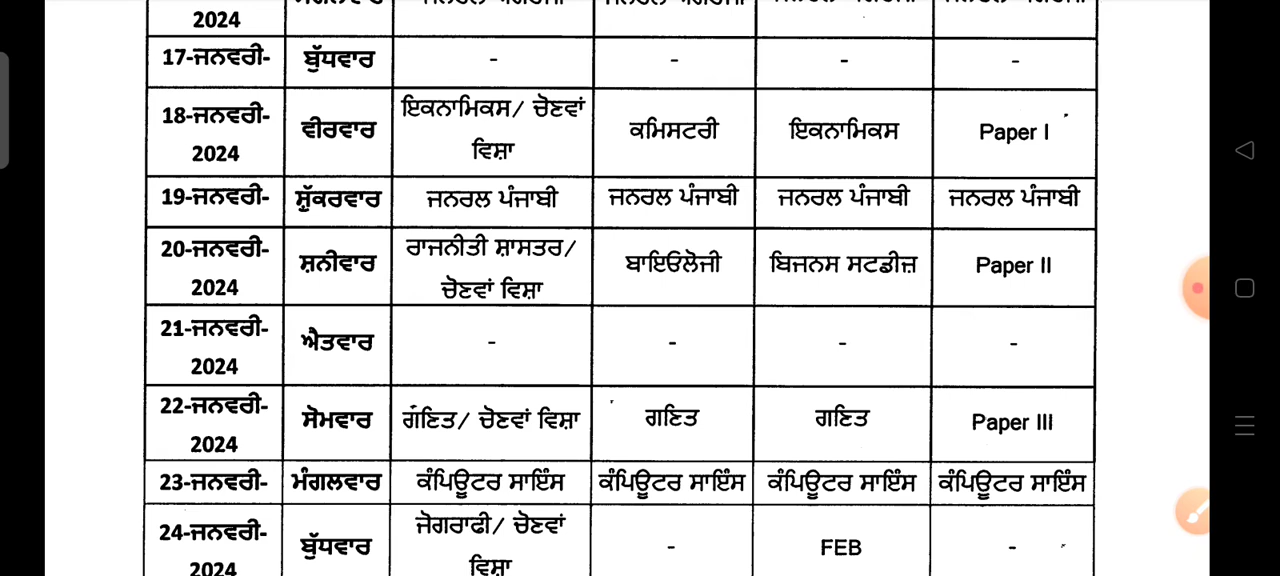 2024
17-ਜਨਵਰੀ- ਬੁੱਧਵਾਰ - - - -
18-ਜਨਵਰੀ- ਇਕਨਾਮਿਕਸ/ ਚੋਣਵਾਂ
ਵੀਰਵਾਰ ਕਮਿਸਟਰੀ ਇਕਨਾਮਿਕਸ Paper I
2024 ਵਿਸ਼ਾ
19-ਜਨਵਰੀ- ਸ਼ੁੱਕਰਵਾਰ ਜਨਰਲ ਪੰਜਾਬੀ ਜਨਰਲ ਪੰਜਾਬੀ ਜਨਰਲ ਪੰਜਾਬੀ ਜਨਰਲ ਪੰਜਾਬੀ
20-ਜਨਵਰੀ- ਰਾਜਨੀਤੀ ਸ਼ਾਸਤਰ/
ਸ਼ਨੀਵਾਰ ਬਾਇਓਲੋਜੀ ਬਿਜਨਸ ਸਟਡੀਜ਼ Paper II
2024 ਚੋਣਵਾਂ ਵਿਸ਼ਾ
21-ਜਨਵਰੀ-
ਐਤਵਾਰ - - - -
2024
22-ਜਨਵਰੀ-
ਸੋਮਵਾਰ ਗਣਿਤ/ ਚੋਣਵਾਂ ਵਿਸ਼ਾ ਗਣਿਤ ਗਣਿਤ Paper III
2024
23-ਜਨਵਰੀ- ਮੰਗਲਵਾਰ ਕੰਪਿਊਟਰ ਸਾਇੰਸ ਕੰਪਿਊਟਰ ਸਾਇੰਸ ਕੰਪਿਊਟਰ ਸਾਇੰਸ ਕੰਪਿਊਟਰ ਸਾਇੰਸ
24-ਜਨਵਰੀ- ਜੋਗਰਾਫੀ/ ਚੋਣਵਾਂ
ਬੁੱਧਵਾਰ - FEB -
2024 ਵਿਸ਼ਾ